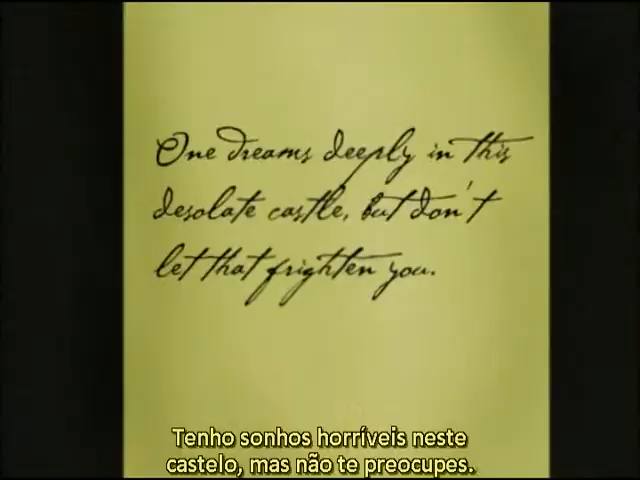 One dreams deeply in this
desolate castle, but don't
let that frighten you.
Tenho sonhos horríveis neste
castelo, mas não te preocupes.